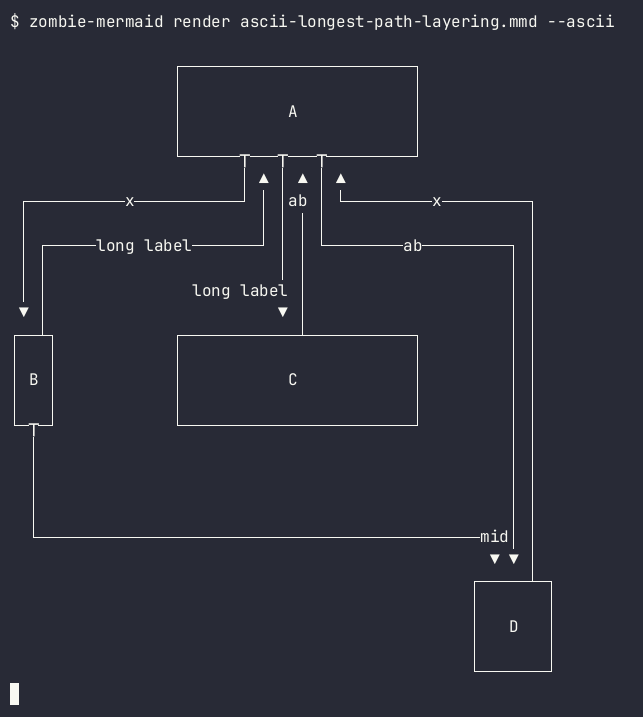 $ zombie-mermaid render ascii-longest-path-layering.mmd --ascii
A
x ab x
long label ab
long label
B C
mid
D